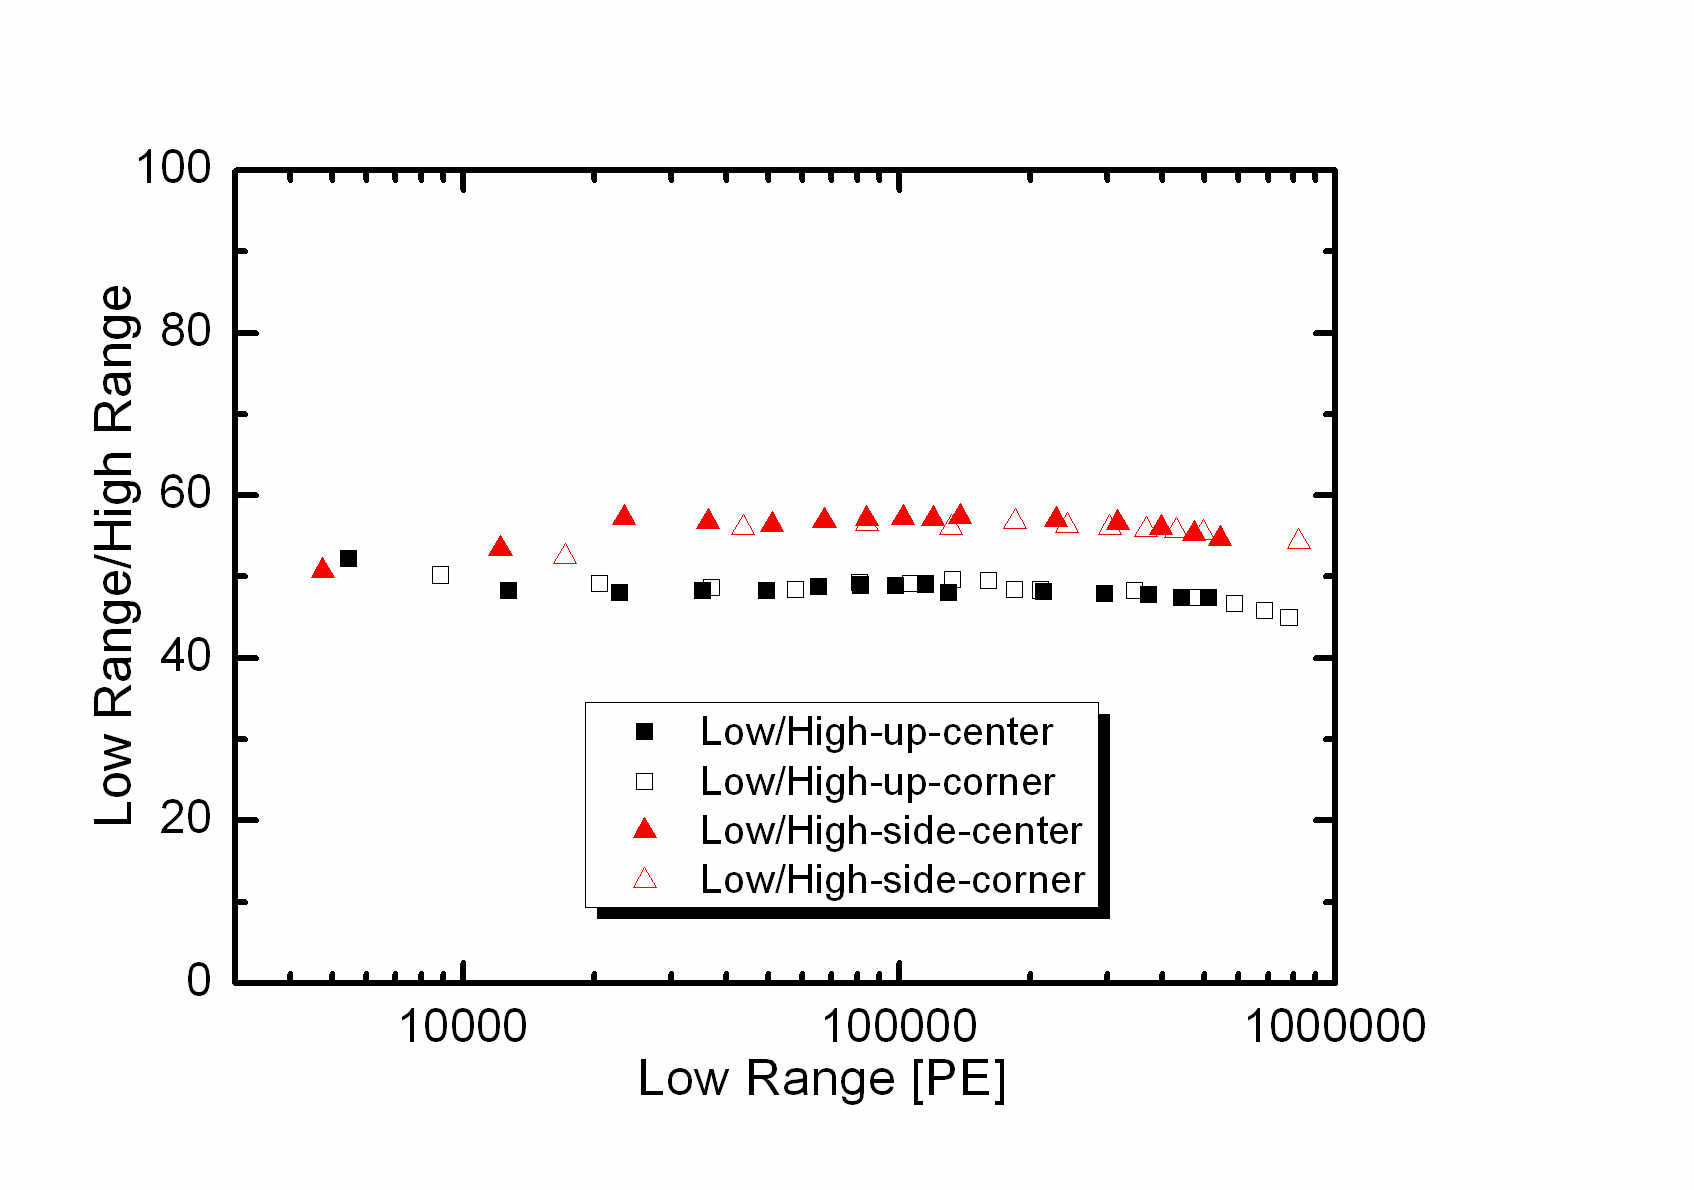 100
80
60
40
20
0
Low Range/High Range
Low/High-up-center
Low/High-up-corner
Low/High-side-center
Low/High-side-corner
10000
100000
1000000
Low Range [PE]